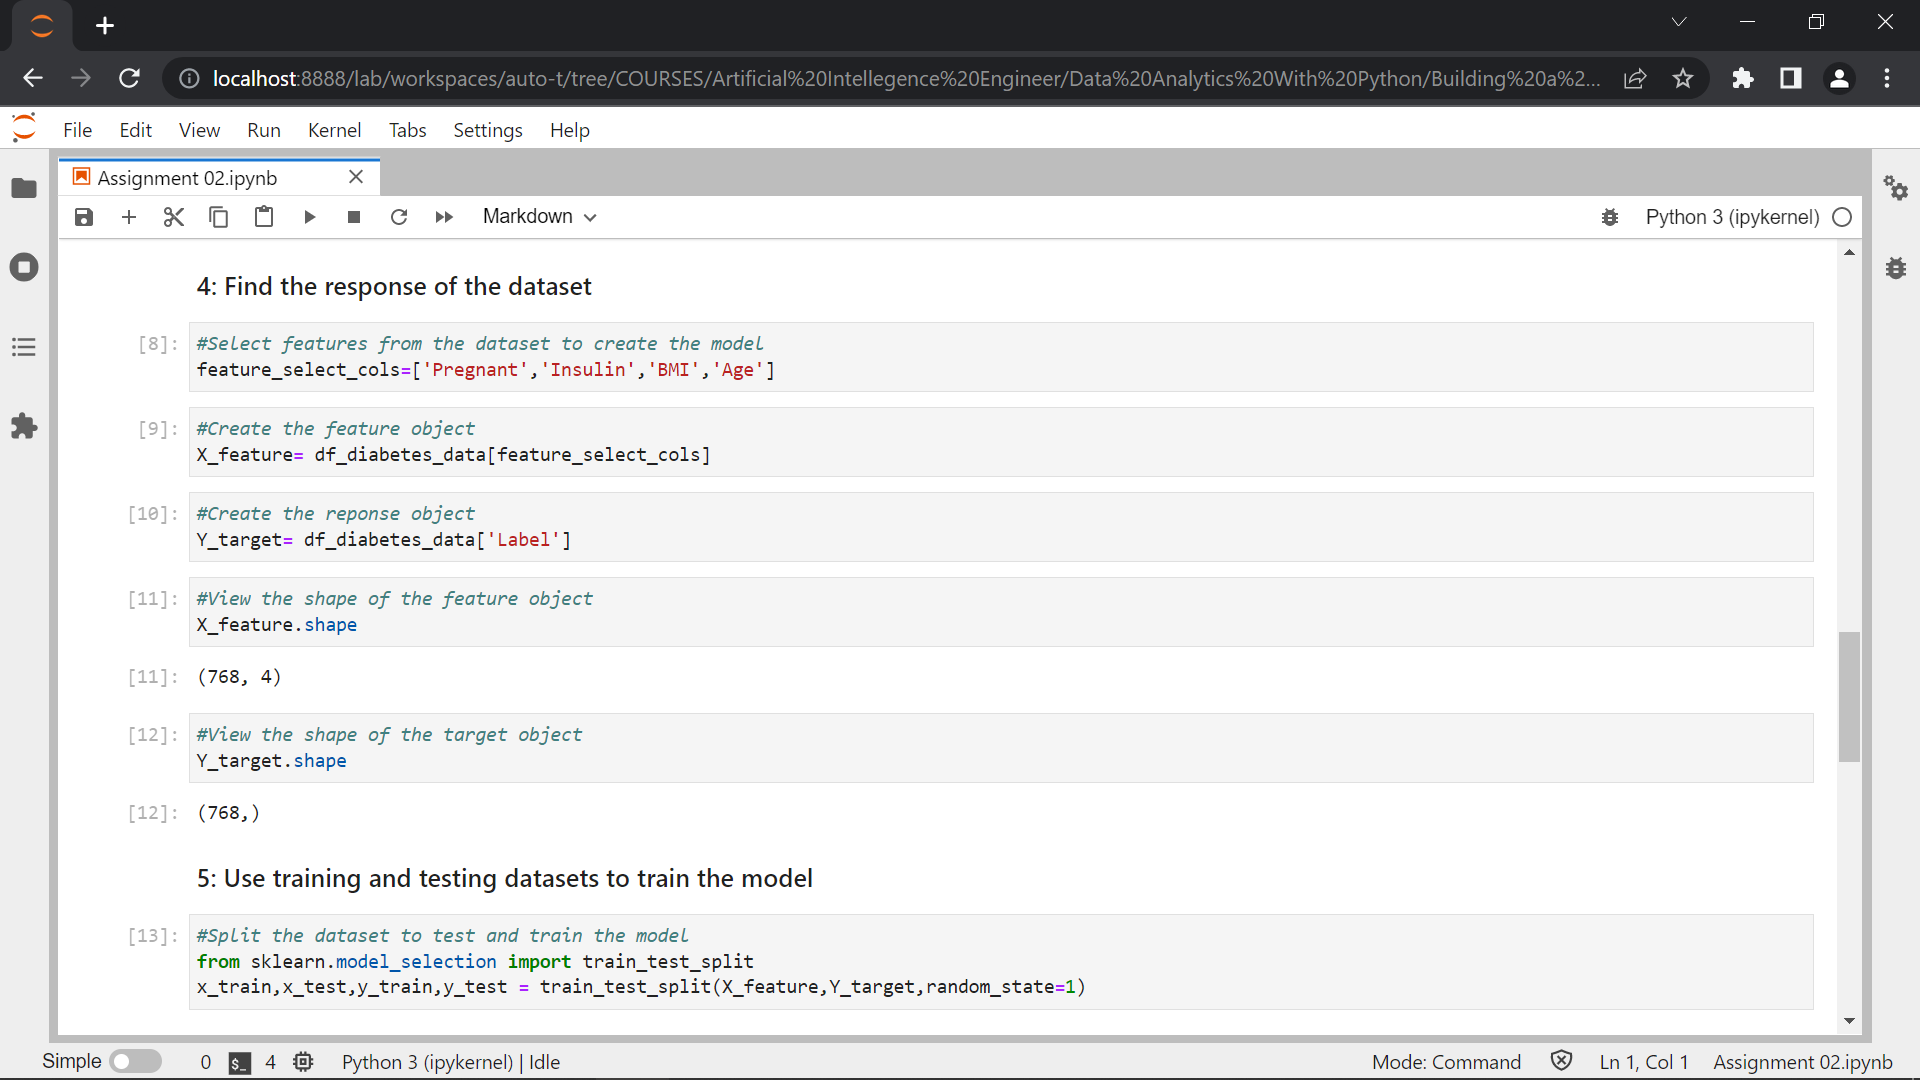 localhost:8888/lab/workspaces/auto-t/tree/COURSES/Artificial%20Intellegence%20Engineer/Data%20Analytics%20With%20Python/Building%20a%2...
File Edit View Run Kernel Tabs Settings Help
Assignment 02.ipynb
Markdown
Python 3 (ipykernel)
4: Find the response of the dataset
[8]: #Select features from the dataset to create the model
feature_select_cols=['Pregnant','Insulin','BMI','Age']
[9]: #Create the feature object
X_feature= df_diabetes_data[feature_select_cols]
[10]: #Create the reponse object
Y_target= df_diabetes_data['Label']
[11]: #View the shape of the feature object
X_feature.shape
[11]: (768, 4)
[12]: #View the shape of the target object
Y_target.shape
[12]: (768,)
5: Use training and testing datasets to train the model
[13]: #Split the dataset to test and train the model
from sklearn.model_selection import train_test_split
x_train,x_test,y_train,y_test = train_test_split(X_feature,Y_target,random_state=1)
Simple 0 $_ 4 Python 3 (ipykernel) | Idle Mode: Command Ln 1, Col 1 Assignment 02.ipynb